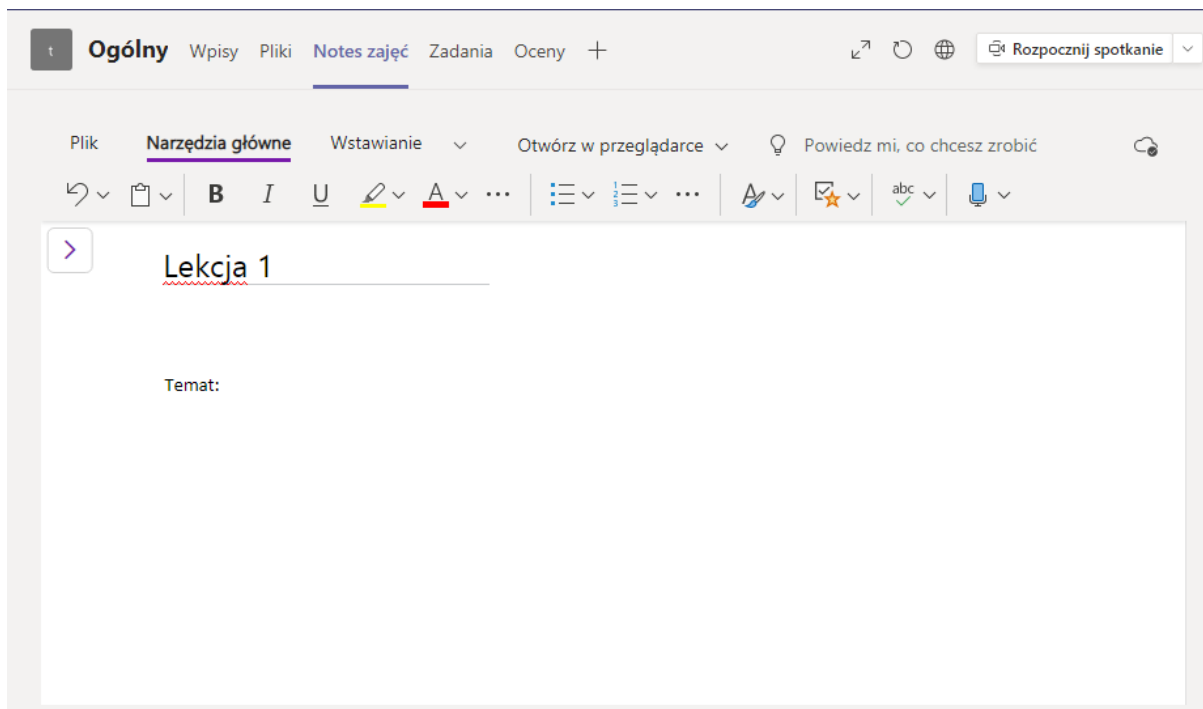 t Ogólny Wpisy Pliki Notes zajęć Zadania Oceny Rozpocznij spotkanie
Plik Narzędzia główne Wstawianie Otwórz w przeglądarce Powiedz mi, co chcesz zrobić
B I U A abc
Lekcja 1
Temat: